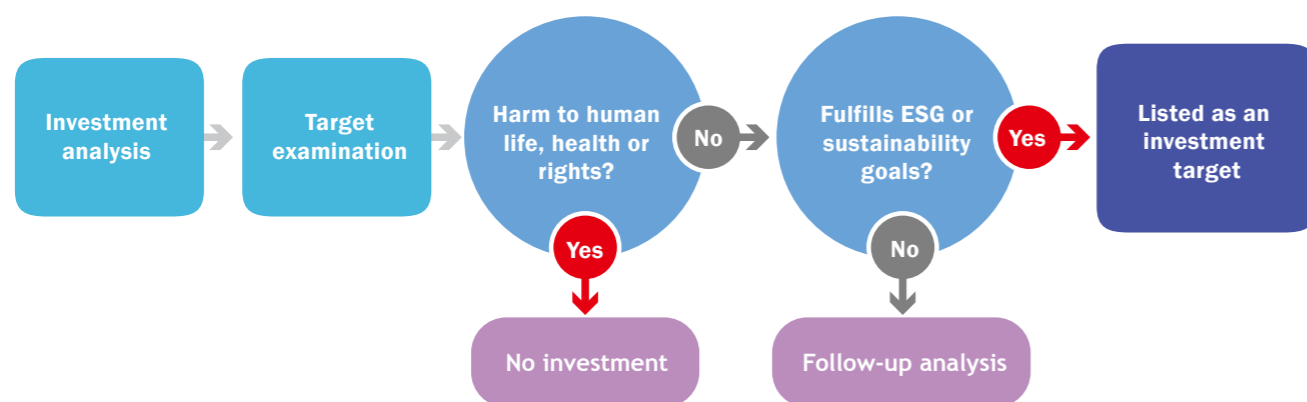 Investment
analysis
Target
examination
Harm to human
life, health or
rights?
No
Fulfills ESG or
sustainability
goals?
Yes
Listed as an
investment
target
Yes
No
No investment
Follow-up analysis